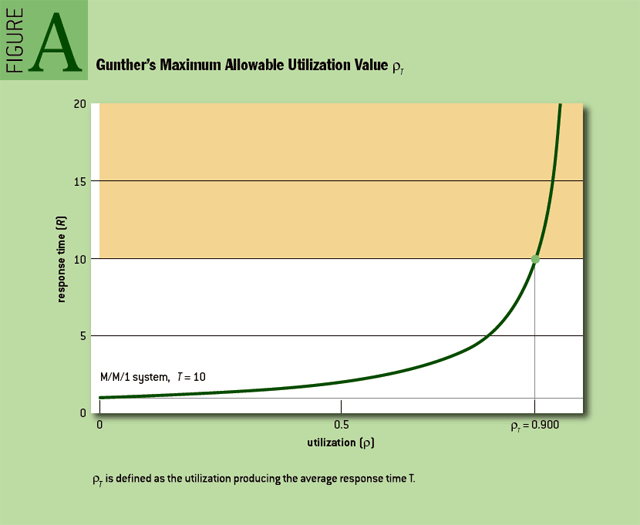 FIGURE
A
Gunther's Maximum Allowable Utilization Value ρT
20
15
10
5
0
response time (R)
M/M/1 system, T = 10
0
0.5
ρT = 0.900
utilization (ρ)
ρT is defined as the utilization producing the average response time T.